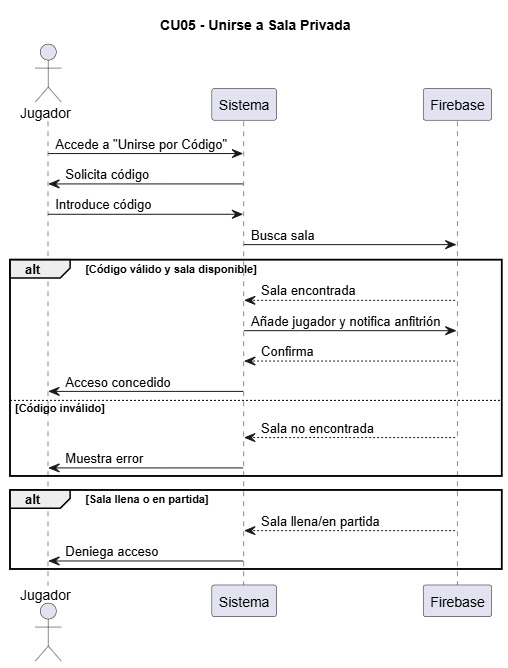 CU05 - Unirse a Sala Privada
Jugador
Sistema
Firebase
Accede a "Unirse por Código"
Solicita código
Introduce código
Busca sala
alt
[Código válido y sala disponible]
Sala encontrada
Añade jugador y notifica anfitrión
Confirma
Acceso concedido
[Código inválido]
Sala no encontrada
Muestra error
alt
[Sala llena o en partida]
Sala llena/en partida
Deniega acceso
Jugador
Sistema
Firebase